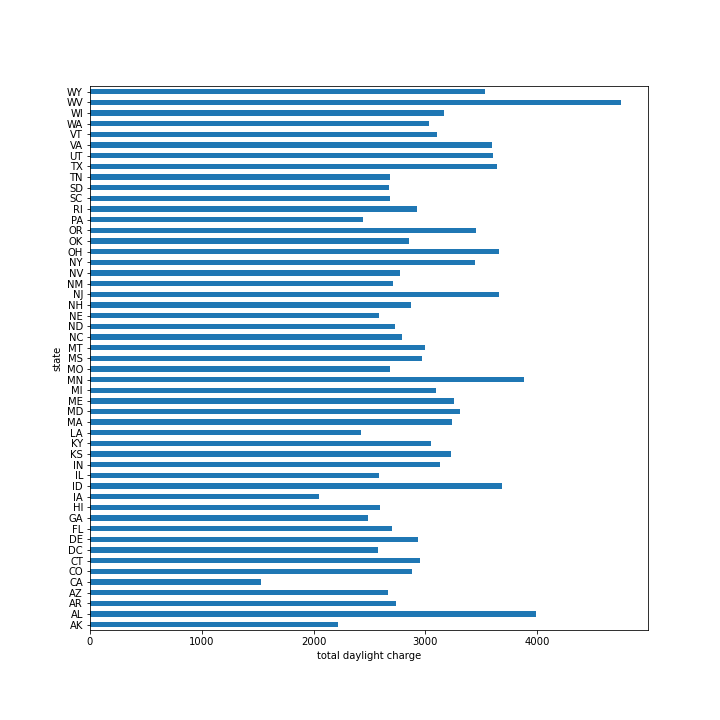 WY
WV
WI
WA
VT
VA
UT
TX
TN
SD
SC
RI
PA
OR
OK
OH
NY
NV
NM
NJ
NH
NE
ND
NC
MT
MS
MO
MN
MI
ME
MD
MA
LA
KY
KS
IN
IL
ID
IA
HI
GA
FL
DE
DC
CT
CO
CA
AZ
AR
AL
AK
state
0 1000 2000 3000 4000
total daylight charge